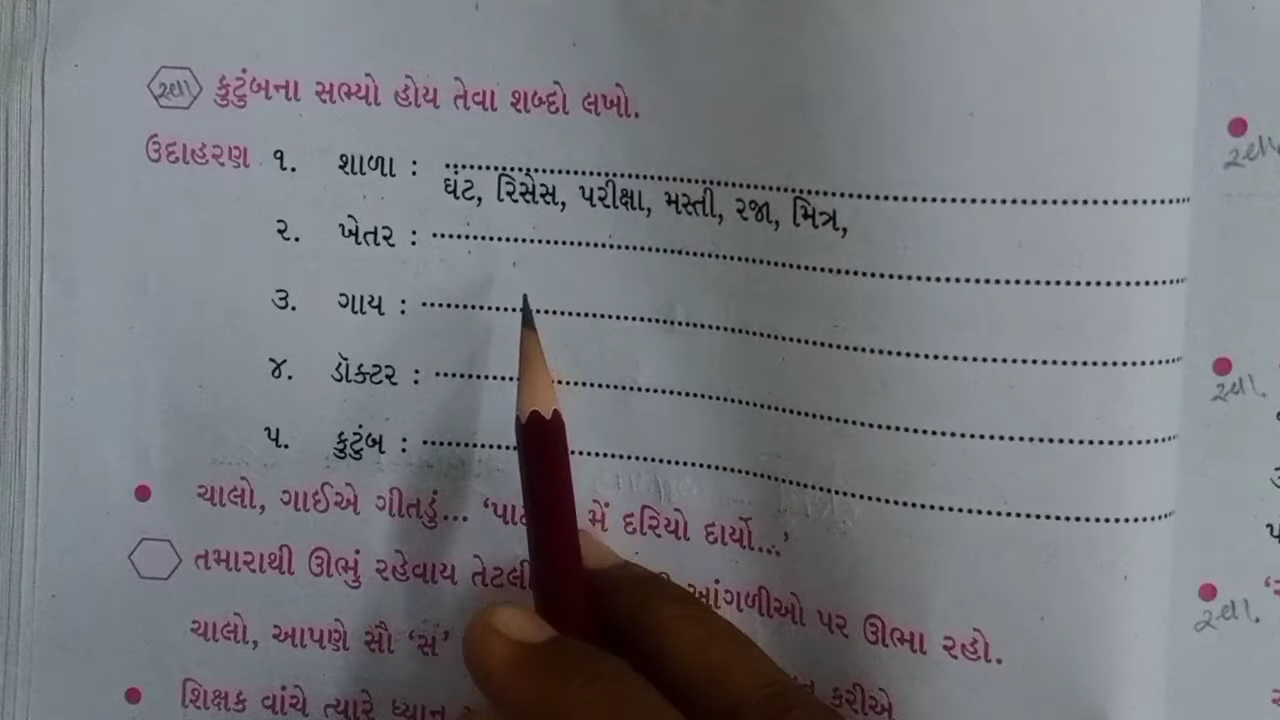 સ્વા કુટુંબના સભ્યો હોય તેવા શબ્દો લખો.
ઉદાહરણ ૧. શાળા :
ઘંટ, રિસેસ, પરીક્ષા, મસ્તી, રજા, મિત્ર,
૨. ખેતર :
૩. ગાય :
૪. ડૉક્ટર :
૫. કુટુંબ :
• ચાલો, ગાઈએ ગીતડું... ‘પાટ મેં દરિયો દાર્યો...’
તમારાથી ઊભું રહેવાય તેટલી આંગળીઓ પર ઊભા રહો.
ચાલો, આપણે સૌ ‘સં’ કરીએ
• શિક્ષક વાંચે ત્યારે ધ્યાન
સ્વા.
સ્વા.
સ્વા.